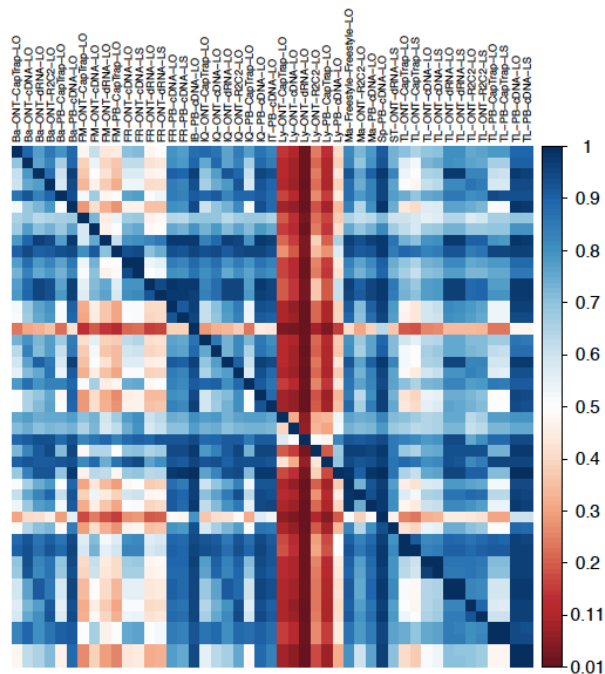 Ba–ONT–CapTrap–LO
Ba–ONT–cDNA–LO
Ba–ONT–dRNA–LO
Ba–ONT–R2C2–LO
Ba–PB–CapTrap–LO
Ba–PB–cDNA–LO
FM–ONT–CapTrap–LO
FM–ONT–cDNA–LO
FM–ONT–dRNA–LO
FM–PB–CapTrap–LO
FR–ONT–cDNA–LO
FR–ONT–cDNA–LS
FR–ONT–dRNA–LO
FR–ONT–dRNA–LS
FR–PB–cDNA–LO
FR–PB–cDNA–LS
IB–PB–cDNA–LO
IQ–ONT–CapTrap–LO
IQ–ONT–cDNA–LO
IQ–ONT–dRNA–LO
IQ–ONT–R2C2–LO
IQ–PB–CapTrap–LO
IQ–PB–cDNA–LO
IT–PB–cDNA–LO
Ly–ONT–CapTrap–LO
Ly–ONT–cDNA–LO
Ly–ONT–dRNA–LO
Ly–ONT–R2C2–LO
Ly–PB–CapTrap–LO
Ly–PB–cDNA–LO
Ma–Freestyle–Freestyle–LO
Ma–ONT–R2C2–LO
Ma–PB–cDNA–LO
Sp–PB–cDNA–LO
ST–ONT–dRNA–LS
TL–ONT–CapTrap–LO
TL–ONT–CapTrap–LS
TL–ONT–cDNA–LO
TL–ONT–cDNA–LS
TL–ONT–dRNA–LO
TL–ONT–dRNA–LS
TL–ONT–R2C2–LO
TL–ONT–R2C2–LS
TL–PB–CapTrap–LO
TL–PB–CapTrap–LS
TL–PB–cDNA–LO
TL–PB–cDNA–LS
1
0.9
0.8
0.7
0.6
0.5
0.4
0.3
0.2
0.11
0.01